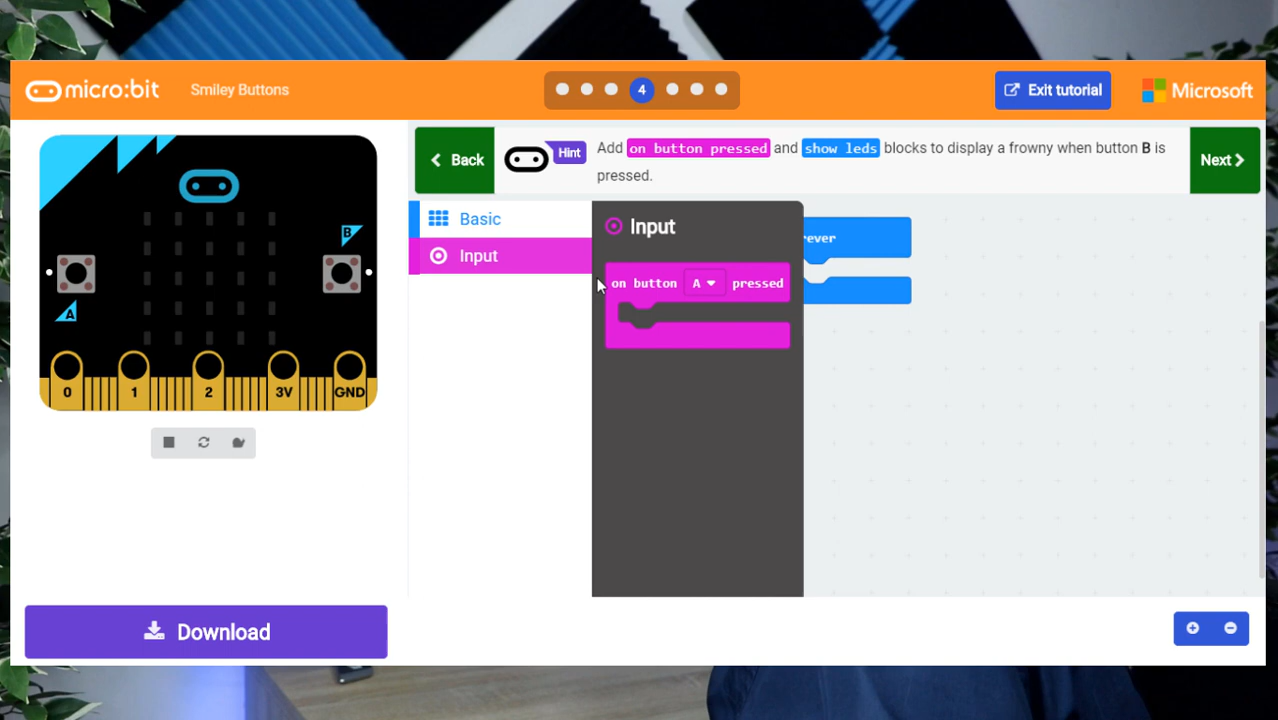 micro:bit
Smiley Buttons
4
Exit tutorial
Microsoft
Back
Hint
Add on button pressed and show leds blocks to display a frowny when button B is
pressed.
Next
Basic
Input
Input
on button A pressed
rever
B
A
0 1 2 3V GND
Download